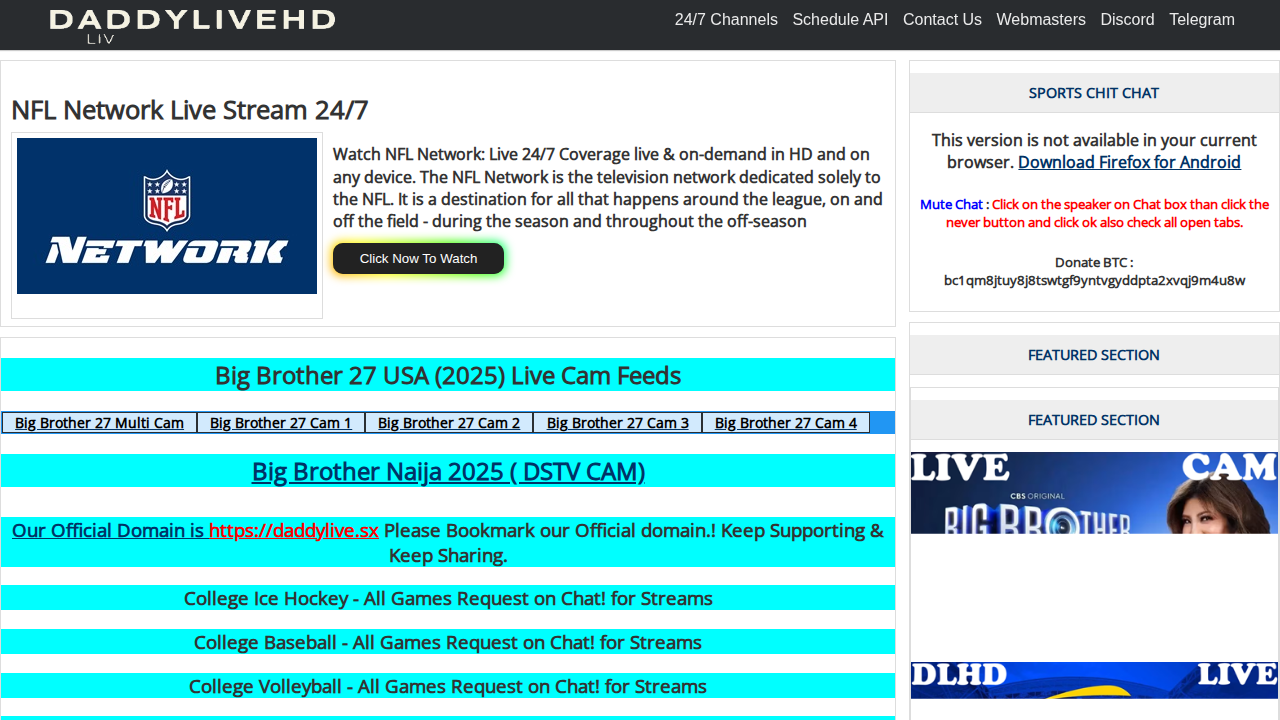 DADDYLIVEHD
LIV
24/7 Channels Schedule API Contact Us Webmasters Discord Telegram
NFL Network Live Stream 24/7
NFL
NETWORK
Watch NFL Network: Live 24/7 Coverage live & on-demand in HD and on
any device. The NFL Network is the television network dedicated solely to
the NFL. It is a destination for all that happens around the league, on and
off the field - during the season and throughout the off-season
Click Now To Watch
Big Brother 27 USA (2025) Live Cam Feeds
Big Brother 27 Multi Cam Big Brother 27 Cam 1 Big Brother 27 Cam 2 Big Brother 27 Cam 3 Big Brother 27 Cam 4
Big Brother Naija 2025 ( DSTV CAM)
Our Official Domain is https://daddylive.sx Please Bookmark our Official domain.! Keep Supporting &
Keep Sharing.
College Ice Hockey - All Games Request on Chat! for Streams
College Baseball - All Games Request on Chat! for Streams
College Volleyball - All Games Request on Chat! for Streams
SPORTS CHIT CHAT
This version is not available in your current
browser. Download Firefox for Android
Mute Chat : Click on the speaker on Chat box than click the
never button and click ok also check all open tabs.
Donate BTC :
bc1qm8jtuy8j8tswtgf9yntvgyddpta2xvqj9m4u8w
FEATURED SECTION
FEATURED SECTION
LIVE CAM
CBS ORIGINAL
BIG BROTHER
DLHD LIVE